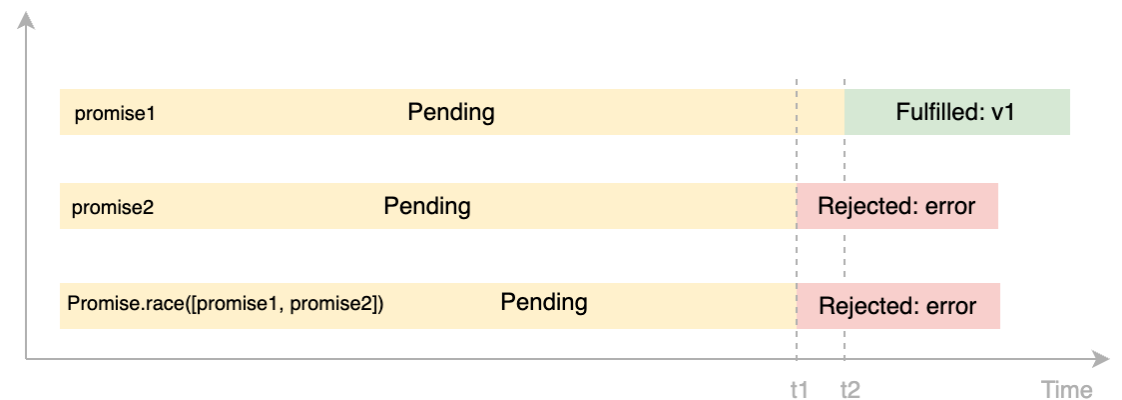 promise1 Pending Fulfilled: v1
promise2 Pending Rejected: error
Promise.race([promise1, promise2]) Pending Rejected: error
t1 t2 Time